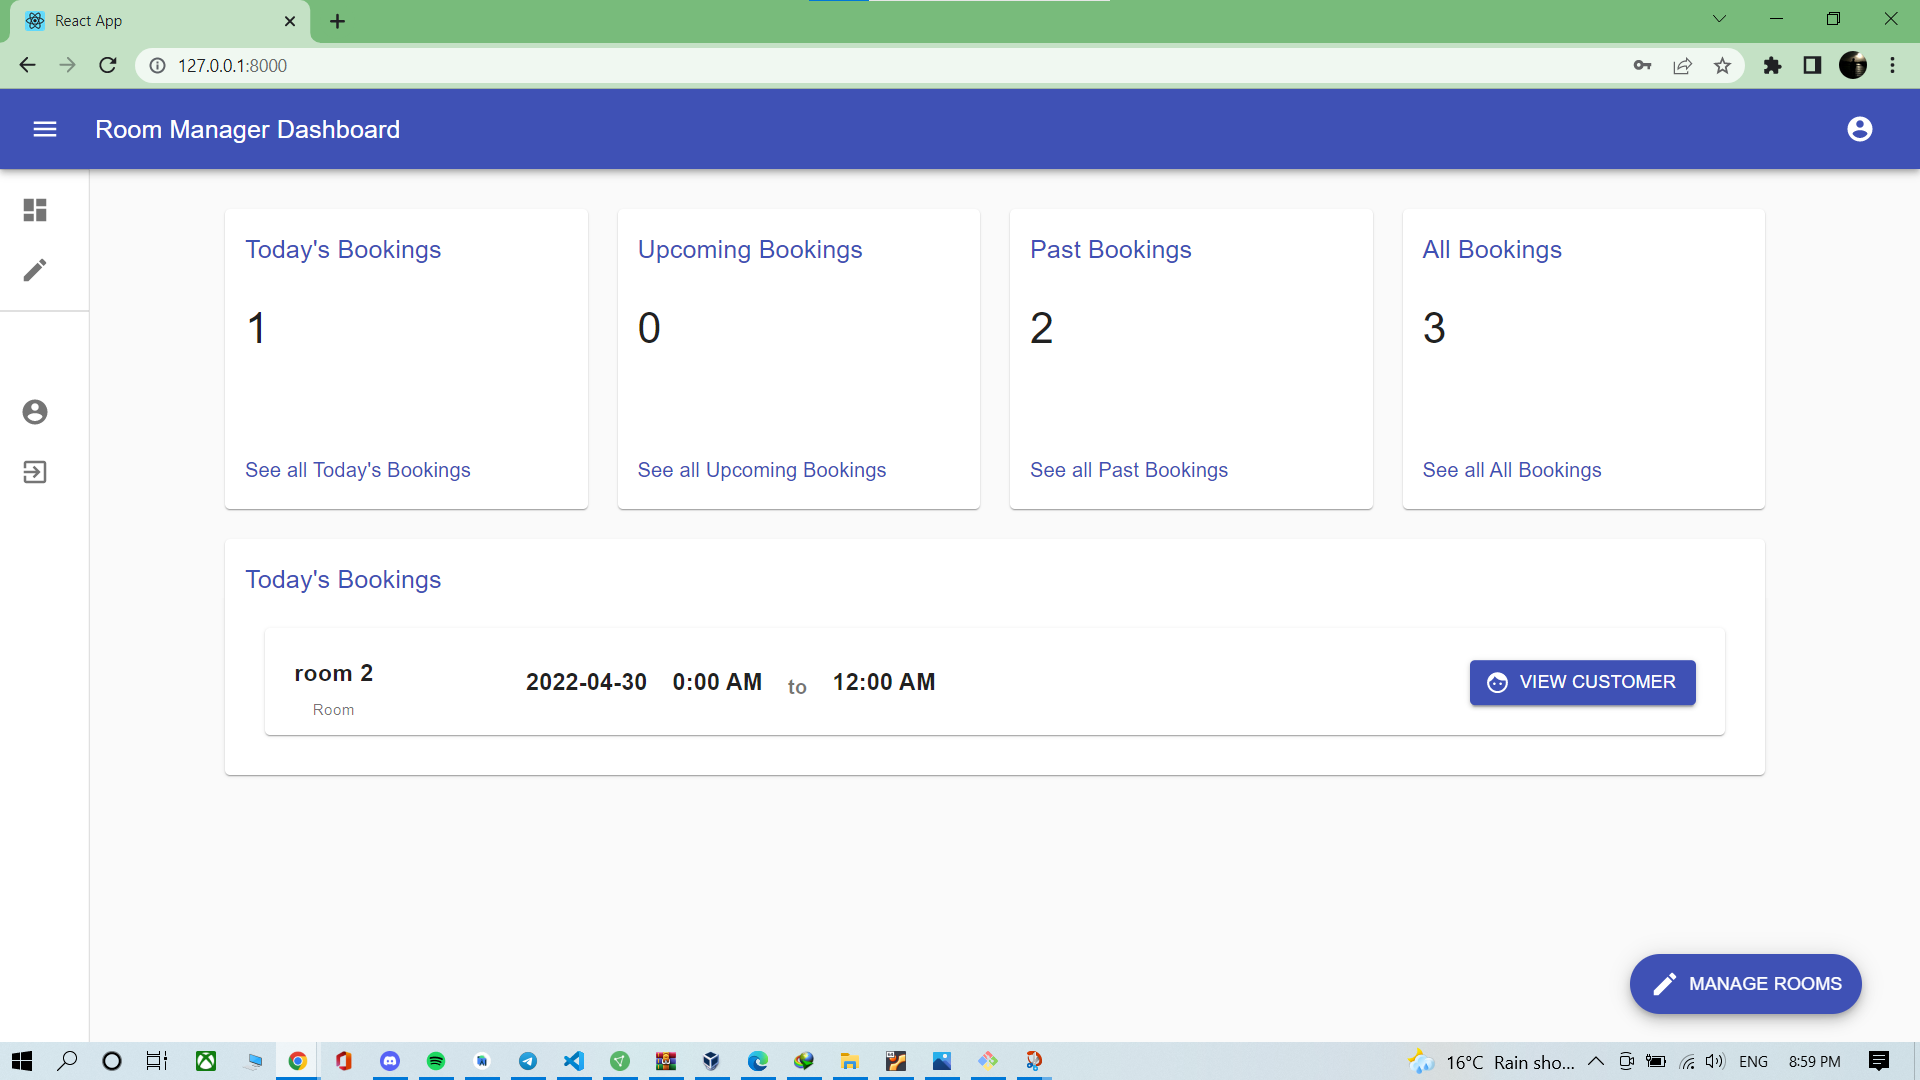 React App
127.0.0.1:8000
Room Manager Dashboard
Today's Bookings
1
See all Today's Bookings
Upcoming Bookings
0
See all Upcoming Bookings
Past Bookings
2
See all Past Bookings
All Bookings
3
See all All Bookings
Today's Bookings
room 2
Room
2022-04-30 0:00 AM to 12:00 AM
VIEW CUSTOMER
MANAGE ROOMS
16°C Rain sho... ENG 8:59 PM